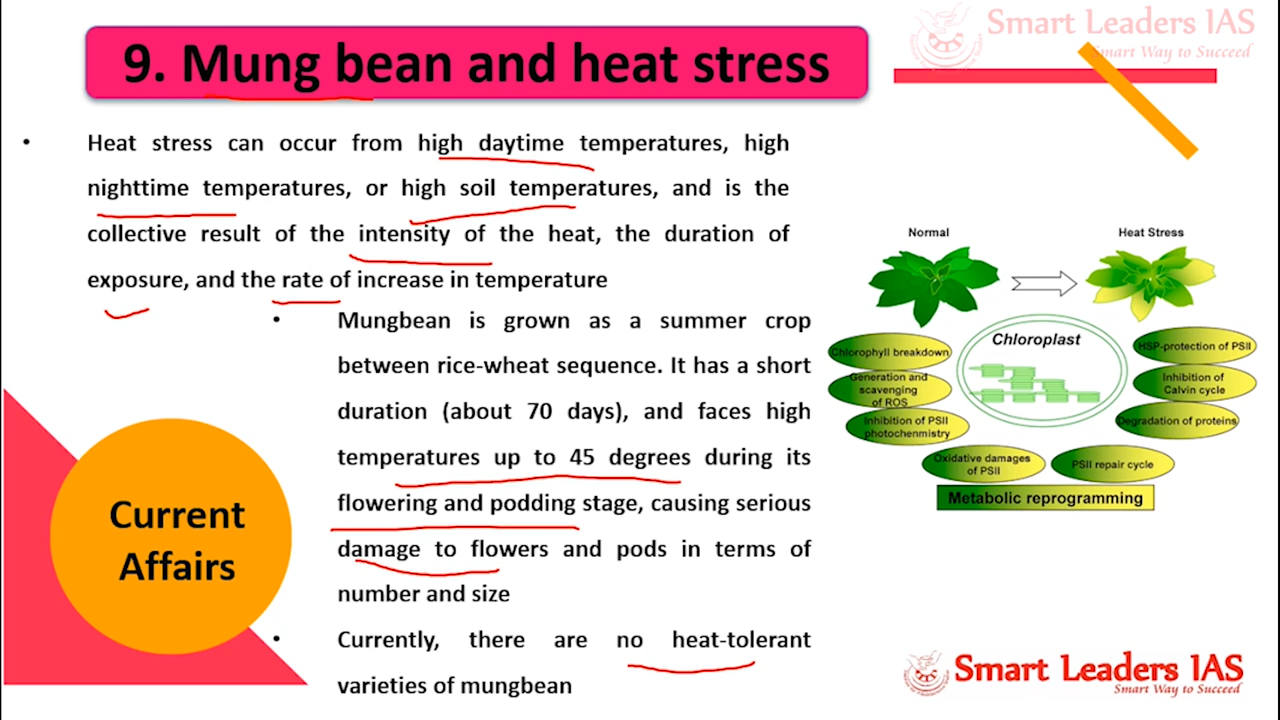 Smart Leaders IAS
Smart Way to Succeed
9. Mung bean and heat stress
• Heat stress can occur from high daytime temperatures, high
nighttime temperatures, or high soil temperatures, and is the
collective result of the intensity of the heat, the duration of
exposure, and the rate of increase in temperature
• Mungbean is grown as a summer crop
between rice-wheat sequence. It has a short
duration (about 70 days), and faces high
temperatures up to 45 degrees during its
flowering and podding stage, causing serious
damage to flowers and pods in terms of
number and size
• Currently, there are no heat-tolerant
varieties of mungbean
Current
Affairs
Normal
Heat Stress
Chloroplast
Chlorophyll breakdown
Generation and
scavenging
of ROS
Inhibition of PSII
photochenmistry
Oxidative damages
of PSII
HSP-protection of PSII
Inhibition of
Calvin cycle
Degradation of proteins
PSII repair cycle
Metabolic reprogramming
Smart Leaders IAS
Smart Way to Succeed